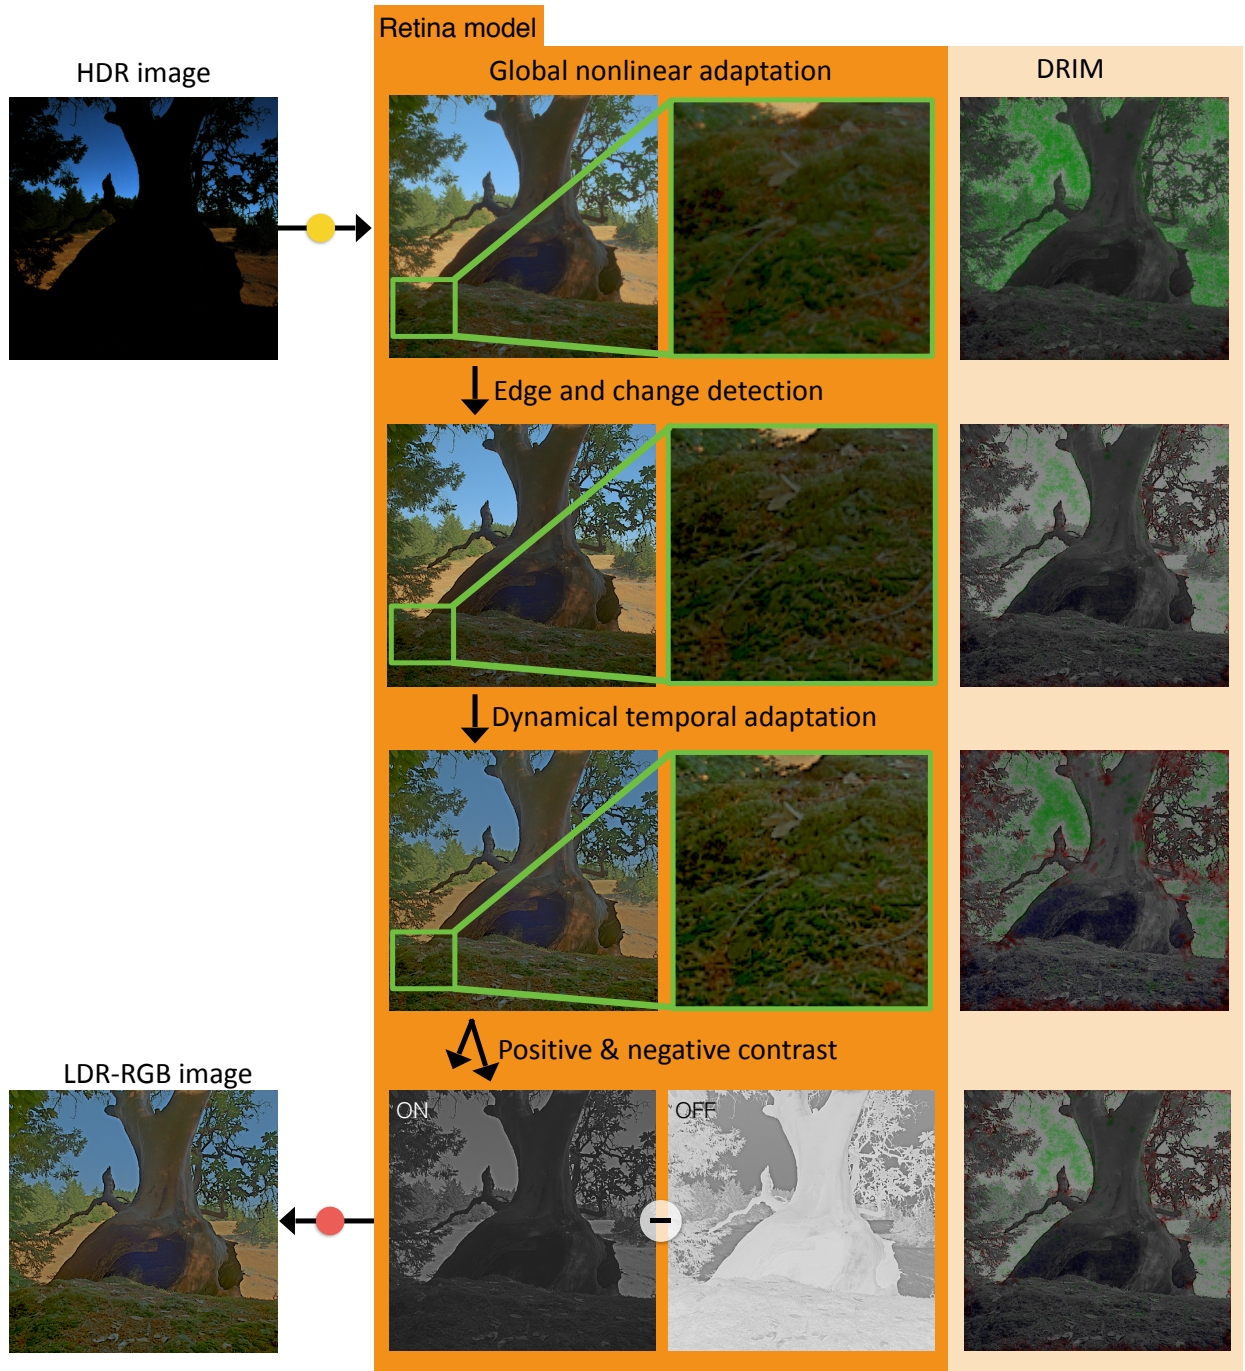 Retina model
HDR image
Global nonlinear adaptation
DRIM
Edge and change detection
Dynamical temporal adaptation
Positive & negative contrast
LDR-RGB image
ON
OFF